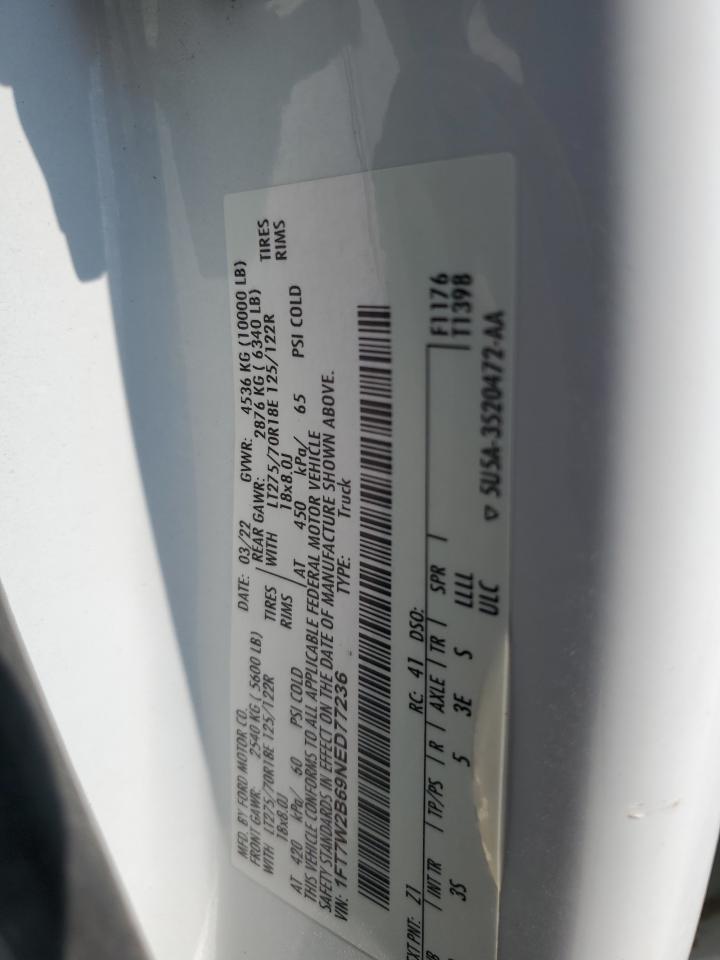 MFD. BY FORD MOTOR CO.
DATE: 03/22 GVWR: 4536 KG (10000 LB)
FRONT GAWR: 2540 KG ( 5600 LB) REAR GAWR: 2876 KG ( 6340 LB)
WITH LT275/70R18E 125/122R TIRES WITH LT275/70R18E 125/122R TIRES
18x8.0J RIMS 18x8.0J RIMS
AT 420 kPa/ 60 PSI COLD AT 450 kPa/ 65 PSI COLD
THIS VEHICLE CONFORMS TO ALL APPLICABLE FEDERAL MOTOR VEHICLE
SAFETY STANDARDS IN EFFECT ON THE DATE OF MANUFACTURE SHOWN ABOVE.
VIN: 1FT7W2B69NED77236 TYPE: Truck
EXT-PNT: Z1 RC: 41 DSO:
INT TR TP/PS R AXLE TR SPR F1176
3S 5 3E S LLLL T1398
ULC ▽ 5U5A-3520472-AA